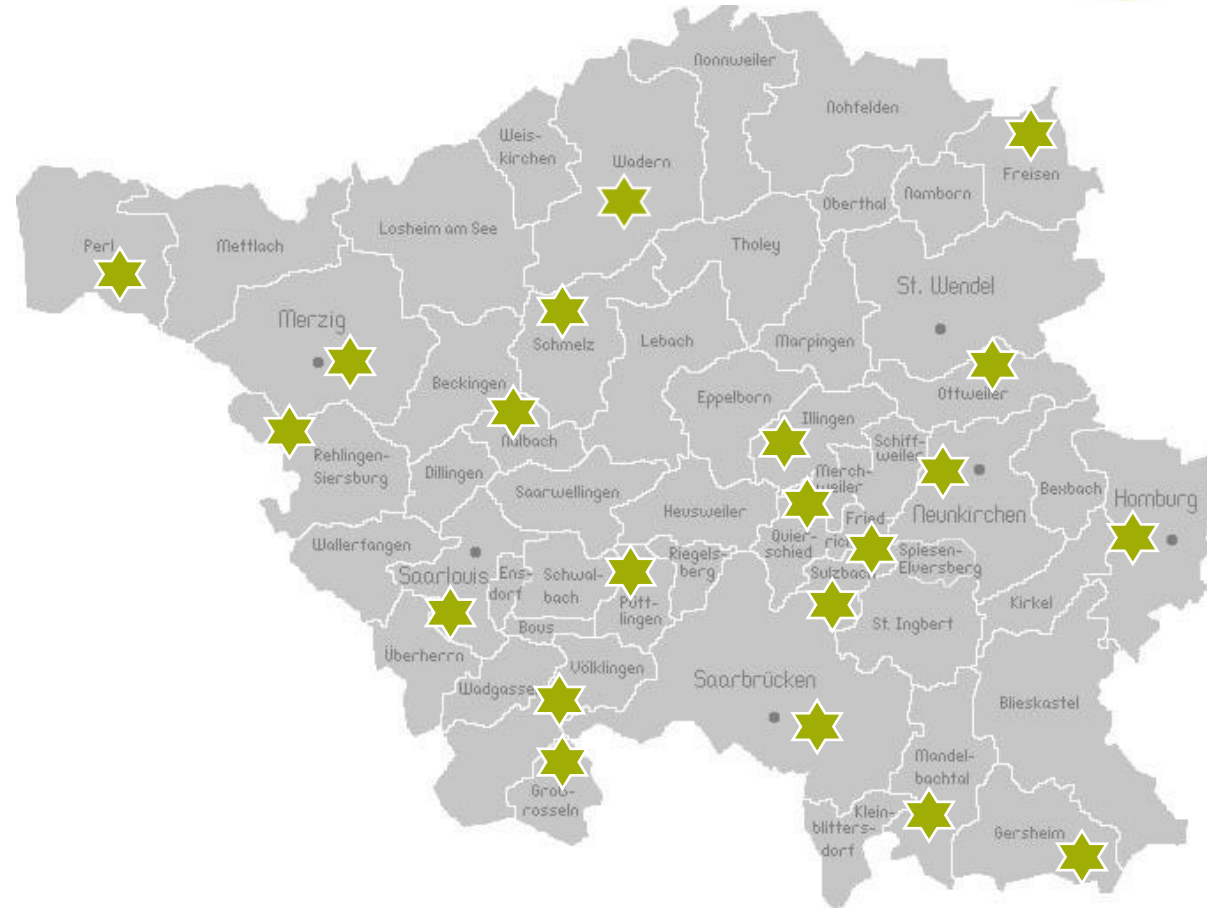 Nonnweiler
Nohfelden
Weis-
kirchen
Wadern
Freisen
Oberthal
Namborn
Losheim am See
Perl
Mettlach
Tholey
St. Wendel
Merzig
Schmelz
Lebach
Marpingen
Beckingen
Eppelborn
Ottweiler
Illingen
Nalbach
Schiff-
weiler
Rehlingen-
Siersburg
Dillingen
Merch-
weiler
Saarwellingen
Bexbach
Homburg
Heusweiler
Neunkirchen
Fried
Wallerfangen
Quier-
schied
Riegels-
berg
Spiesen-
Elversberg
Saarlouis
Ens-
dorf
Schwal-
bach
Sulzbach
Pütt-
lingen
Kirkel
Bous
St. Ingbert
Überherrn
Völklingen
Wadgasse
Saarbrücken
Blieskastel
Mandel-
bachtal
Groß-
rosseln
Klein-
blitters-
dorf
Gersheim